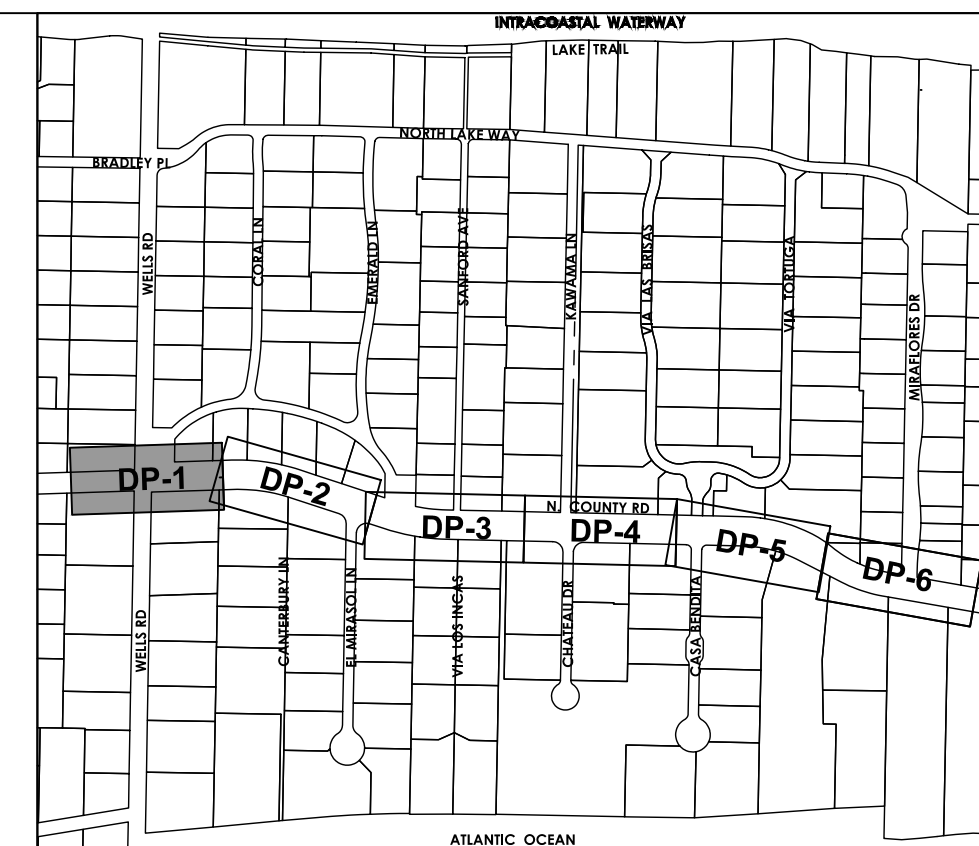 INTRACOASTAL WATERWAY
LAKE TRAIL
NORTH LAKE WAY
BRADLEY PL
WELLS RD
CORAL LN
EMERALD LN
SANFORD AVE
KAWAMA LN
VIA LAS BRISAS
VIA TORTUGA
MIRAFLORES DR
DP-1
DP-2
DP-3
N. COUNTY RD
DP-4
DP-5
DP-6
WELLS RD
CANTERBURY LN
EL MIRASOL LN
VIA LOS INCAS
CHATEAU DR
CASA BENDITA
ATLANTIC OCEAN